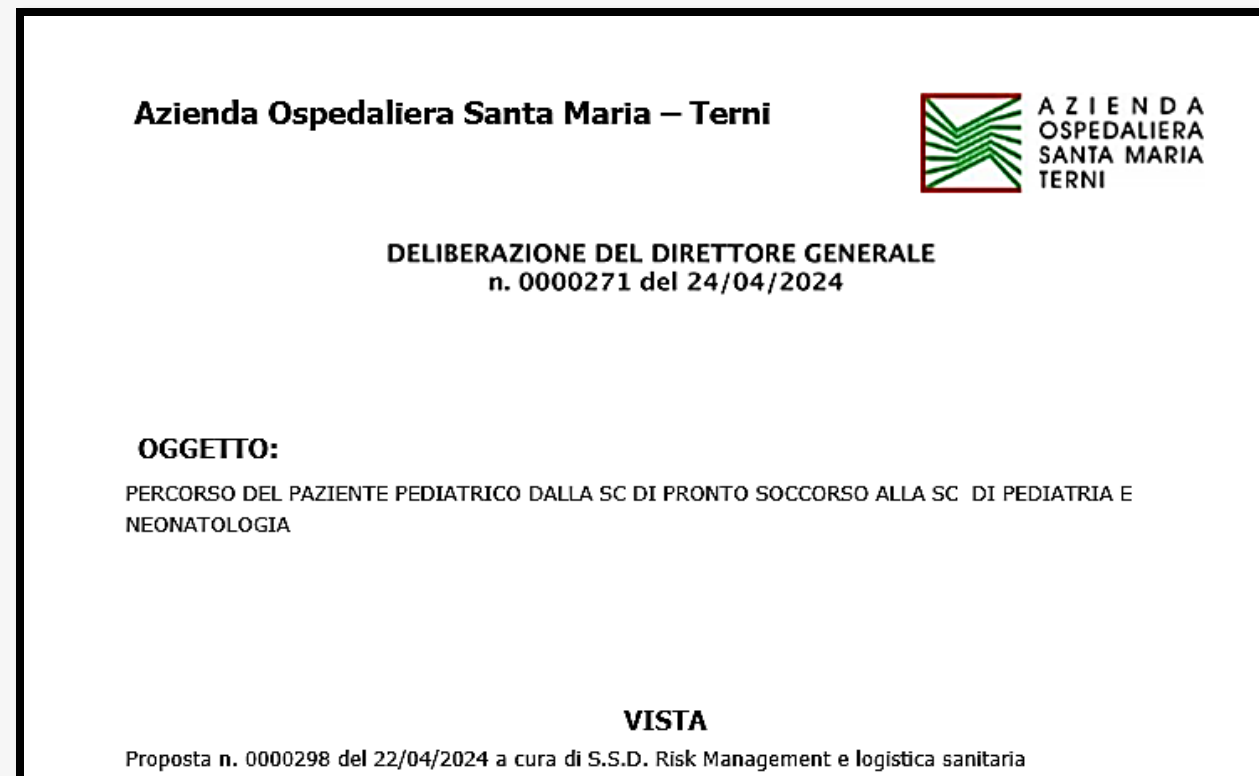 Azienda Ospedaliera Santa Maria – Terni
AZIENDA
OSPEDALIERA
SANTA MARIA
TERNI
DELIBERAZIONE DEL DIRETTORE GENERALE
n. 0000271 del 24/04/2024
OGGETTO:
PERCORSO DEL PAZIENTE PEDIATRICO DALLA SC DI PRONTO SOCCORSO ALLA SC DI PEDIATRIA E
NEONATOLOGIA
VISTA
Proposta n. 0000298 del 22/04/2024 a cura di S.S.D. Risk Management e logistica sanitaria